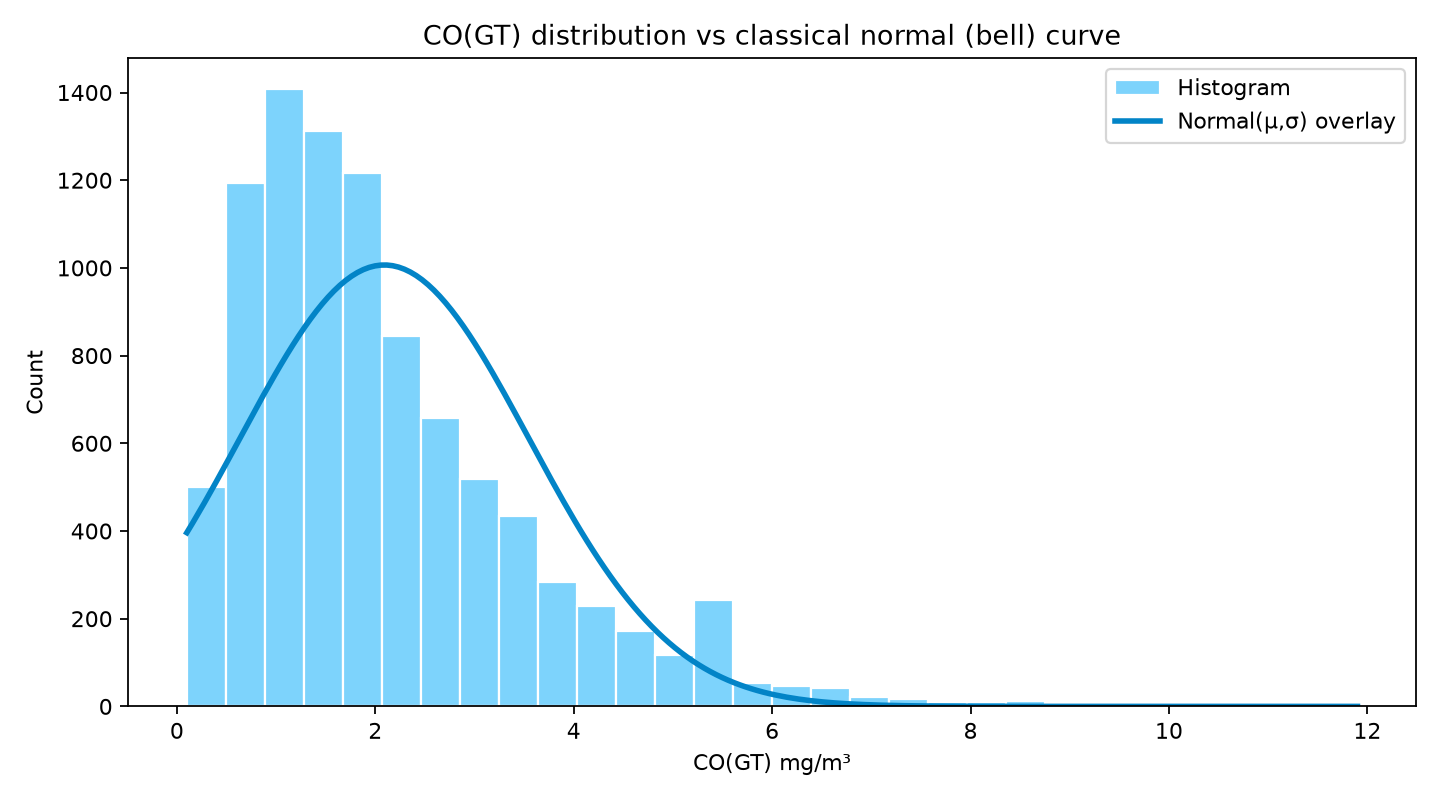 CO(GT) distribution vs classical normal (bell) curve
Histogram
Normal(μ,σ) overlay
1400
1200
1000
800
600
400
200
0
Count
0 2 4 6 8 10 12
CO(GT) mg/m³